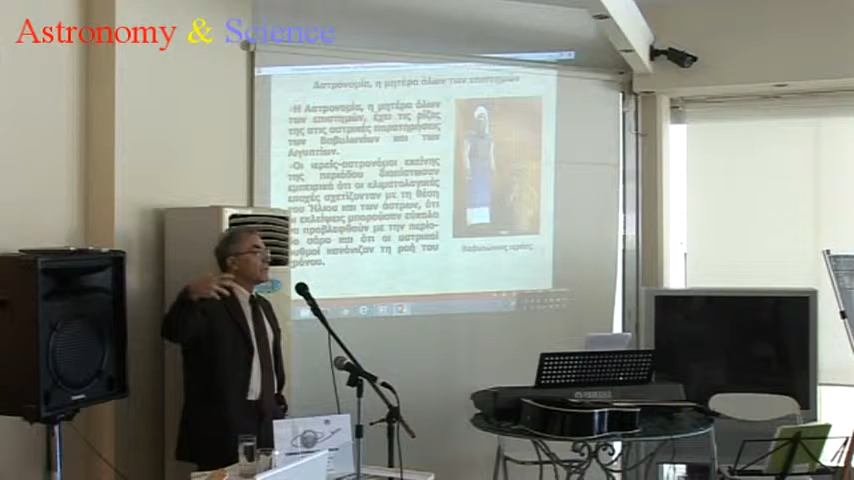 Astronomy & Science
Αστρονομία, η μητέρα όλων των επιστημών
Η Αστρονομία, η μητέρα όλων
των επιστημών, έχει τις ρίζες
της στις αστρικές παρατηρήσεις
των Βαβυλωνίων και των
Αιγυπτίων.
Οι ιερείς-αστρονόμοι εκείνης
της περιόδου διαπίστωσαν
εμπειρικά ότι οι κλιματολογικές
εποχές σχετίζονταν με τη θέση
του Ήλιου και των άστρων, ότι
οι εκλείψεις μπορούσαν εύκολα
να προβλεφθούν με την περίο-
δο σάρο και ότι οι αστρικοί
ρυθμοί κανόνιζαν τη ροή του
χρόνου.
Βαβυλώνιος ιερέας
YAMAHA